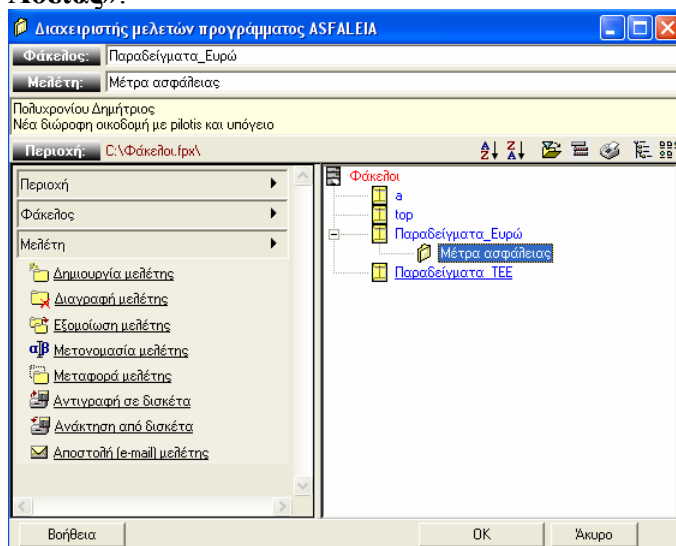 Διαχειριστής μελετών προγράμματος ASFALEIA
Φάκελος: Παραδείγματα_Ευρώ
Μελέτη: Μέτρα ασφάλειας
Πολυχρονίου Δημήτριος
Νέα διώροφη οικοδομή με pilotis και υπόγειο
Περιοχή: C:\Φάκελοι.fpx\
Περιοχή
Φάκελος
Μελέτη
Δημιουργία μελέτης
Διαγραφή μελέτης
Εξομοίωση μελέτης
Μετονομασία μελέτης
Μεταφορά μελέτης
Αντιγραφή σε δισκέτα
Ανάκτηση από δισκέτα
Αποστολή (e-mail) μελέτης
Φάκελοι
a
top
Παραδείγματα_Ευρώ
Μέτρα ασφάλειας
Παραδείγματα_ΤΕΕ
Βοήθεια
OK
Άκυρο